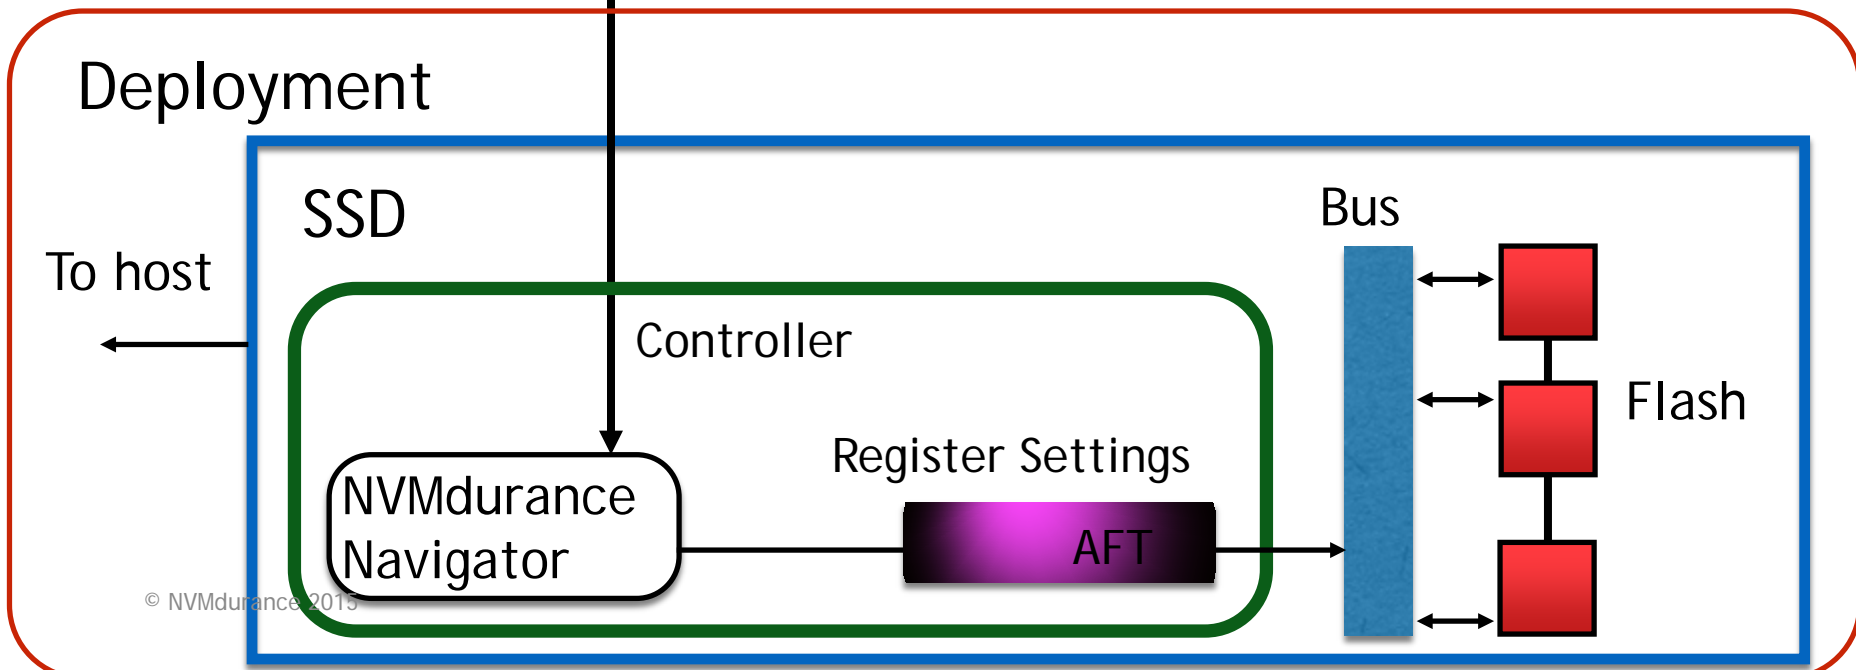 Deployment
SSD
Bus
To host
Controller
Flash
Register Settings
NVMdurance
Navigator
AFT
© NVMdurance 2015